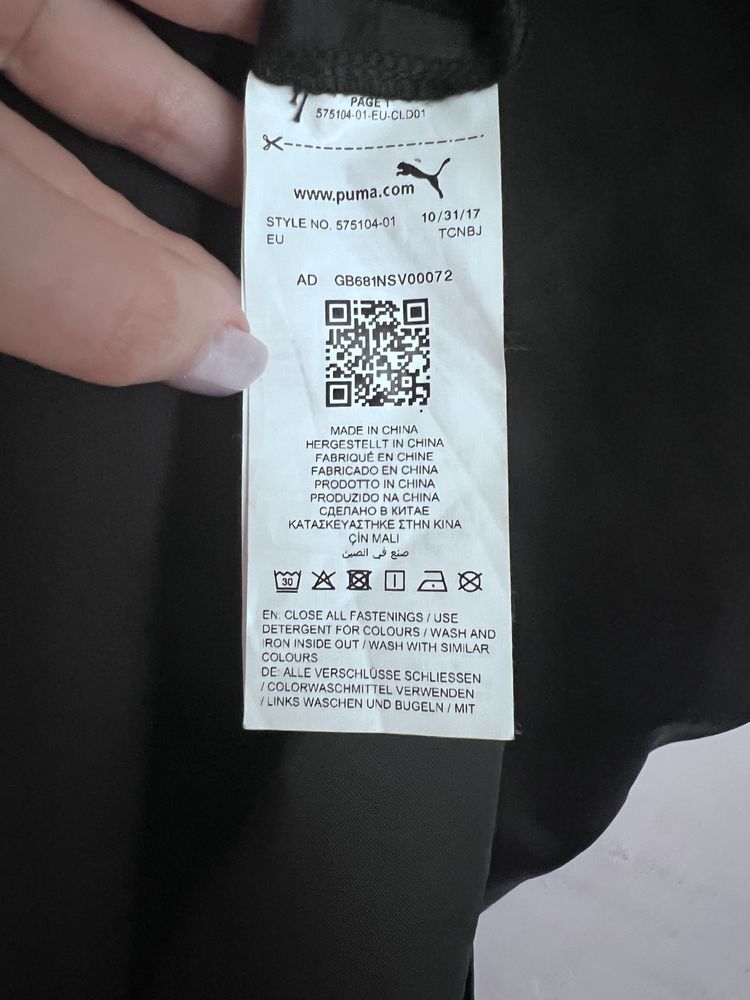 PAGE 1
575104-01-EU-CLD01
www.puma.com
STYLE NO. 575104-01 10/31/17
EU TCNBJ
AD GB681NSV00072
MADE IN CHINA
HERGESTELLT IN CHINA
FABRIQUÉ EN CHINE
FABRICADO EN CHINA
PRODOTTO IN CHINA
PRODUZIDO NA CHINA
СДЕЛАНО В КИТАЕ
ΚΑΤΑΣΚΕΥΑΣΤΗΚΕ ΣΤΗΝ ΚΙΝΑ
ÇİN MALI
صنع في الصين
30
EN: CLOSE ALL FASTENINGS / USE
DETERGENT FOR COLOURS / WASH AND
IRON INSIDE OUT / WASH WITH SIMILAR
COLOURS
DE: ALLE VERSCHLÜSSE SCHLIESSEN
/ COLORWASCHMITTEL VERWENDEN
/ LINKS WASCHEN UND BUGELN / MIT